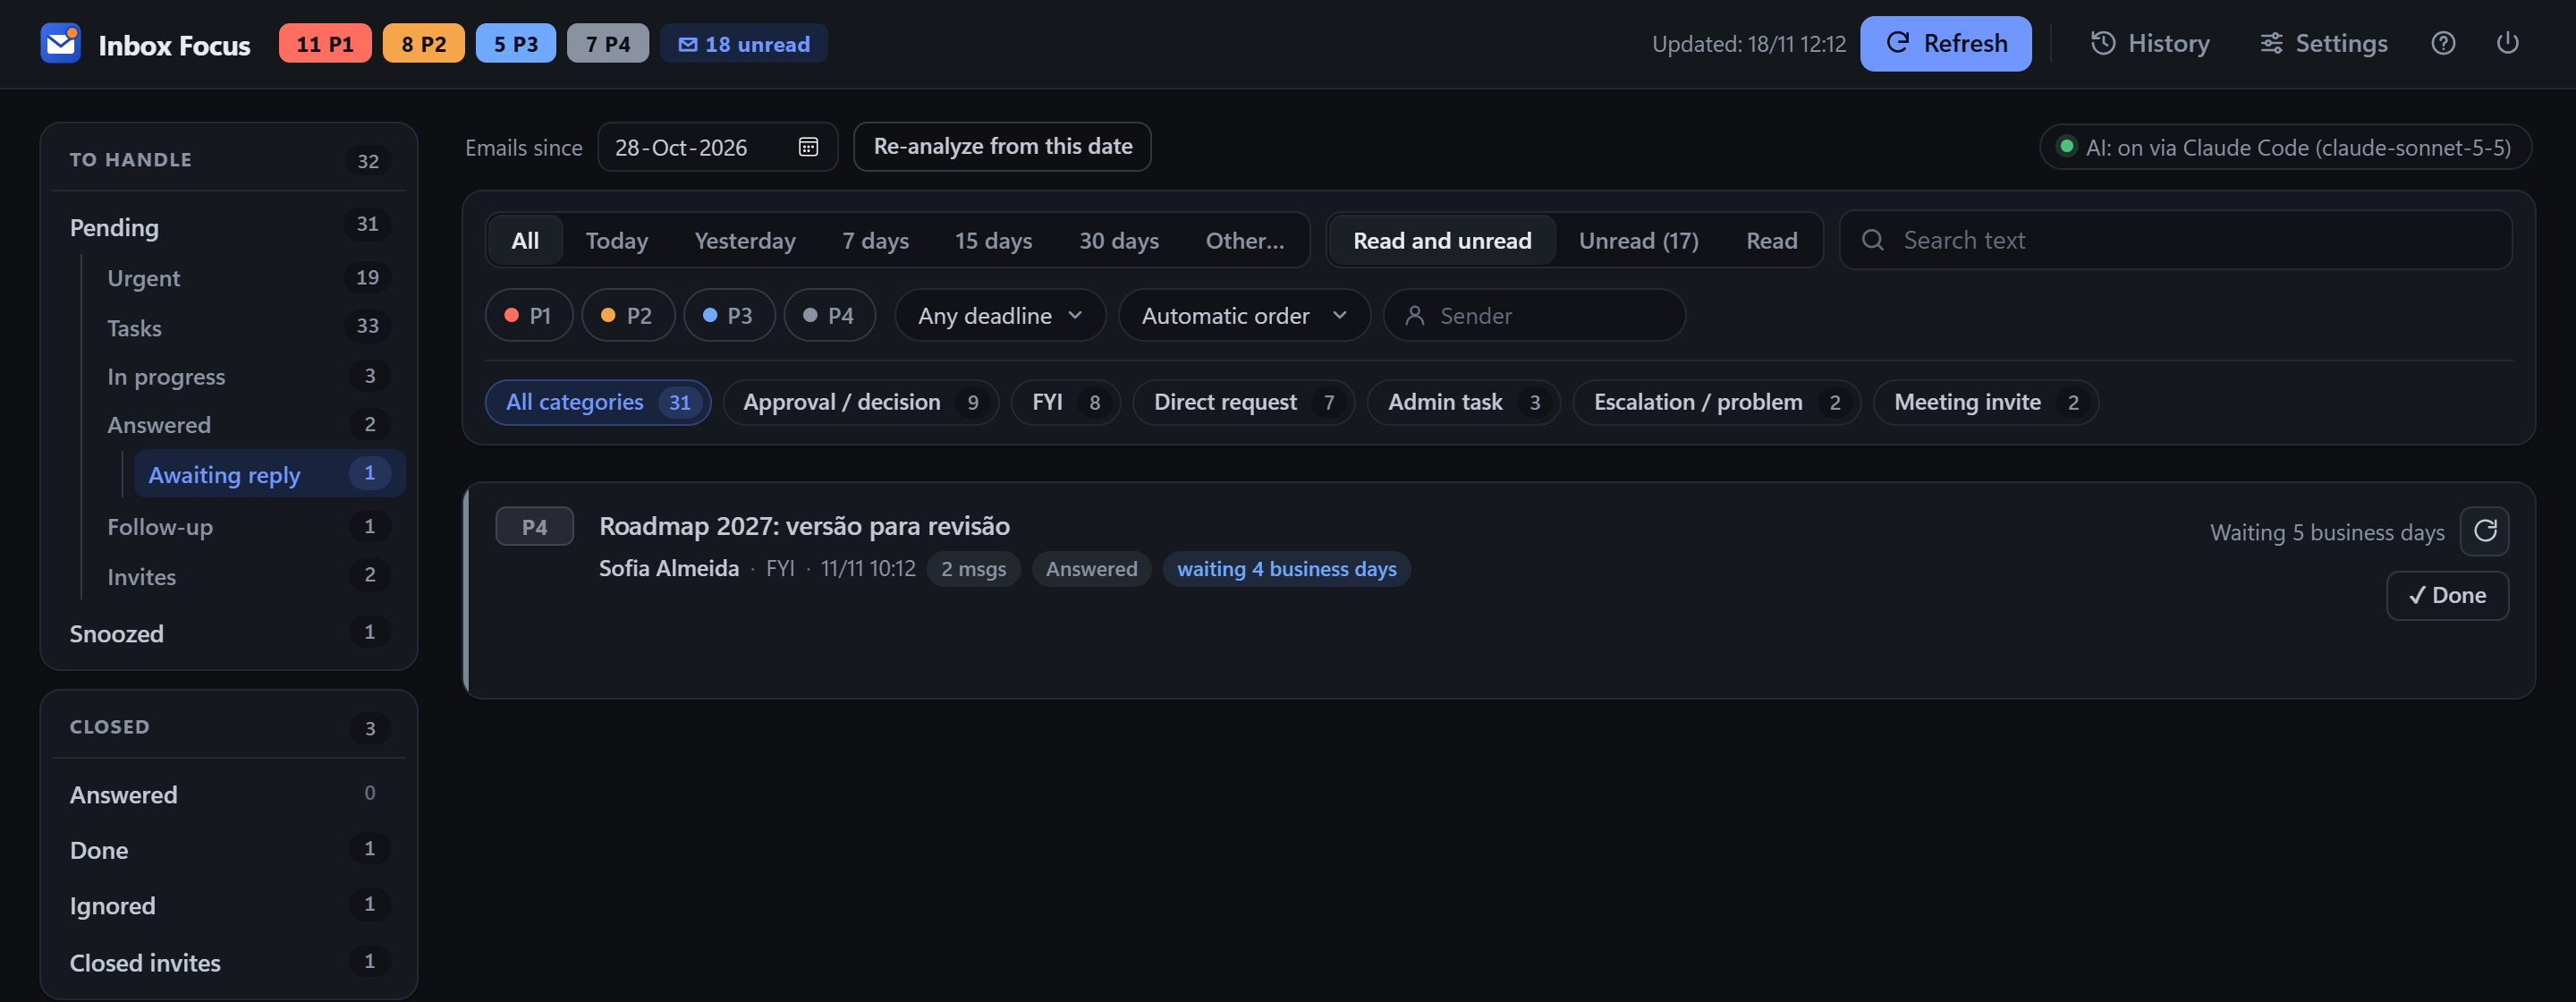 Inbox Focus 11 P1 8 P2 5 P3 7 P4 18 unread Updated: 18/11 12:12 Refresh History Settings
TO HANDLE 32
Pending 31
Urgent 19
Tasks 33
In progress 3
Answered 2
Awaiting reply 1
Follow-up 1
Invites 2
Snoozed 1
CLOSED 3
Answered 0
Done 1
Ignored 1
Closed invites 1
Emails since 28-Oct-2026 Re-analyze from this date AI: on via Claude Code (claude-sonnet-5-5)
All Today Yesterday 7 days 15 days 30 days Other... Read and unread Unread (17) Read Search text
P1 P2 P3 P4 Any deadline Automatic order Sender
All categories 31 Approval / decision 9 FYI 8 Direct request 7 Admin task 3 Escalation / problem 2 Meeting invite 2
P4 Roadmap 2027: versão para revisão Waiting 5 business days
Sofia Almeida · FYI · 11/11 10:12 2 msgs Answered waiting 4 business days
✓ Done